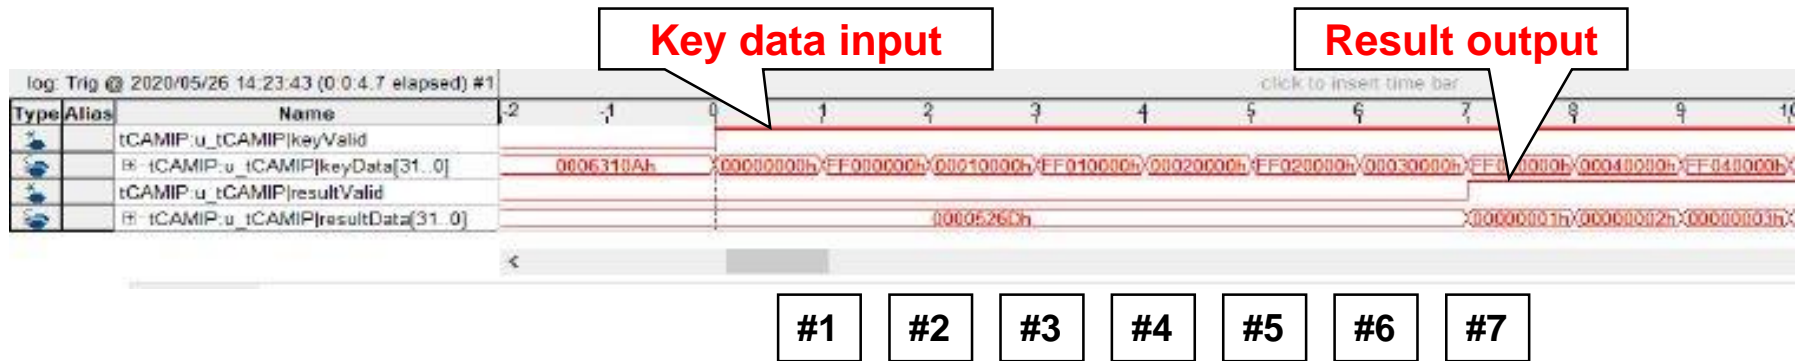 Key data input
Result output
log: Trig @ 2020/05/26 14:23:43 (0:0:4.7 elapsed) #1
click to insert time bar
Type Alias Name -2 -1 0 1 2 3 4 5 6 7 8 9 10
tCAMIP:u_tCAMIP|keyValid
tCAMIP:u_tCAMIP|keyData[31..0] 0006310Ah 00000000h FF000000h 00010000h FF010000h 00020000h FF020000h 00030000h 00040000h FF040000h
tCAMIP:u_tCAMIP|resultValid
tCAMIP:u_tCAMIP|resultData[31..0] 0000526Dh 00000001h 00000002h 00000003h
#1 #2 #3 #4 #5 #6 #7